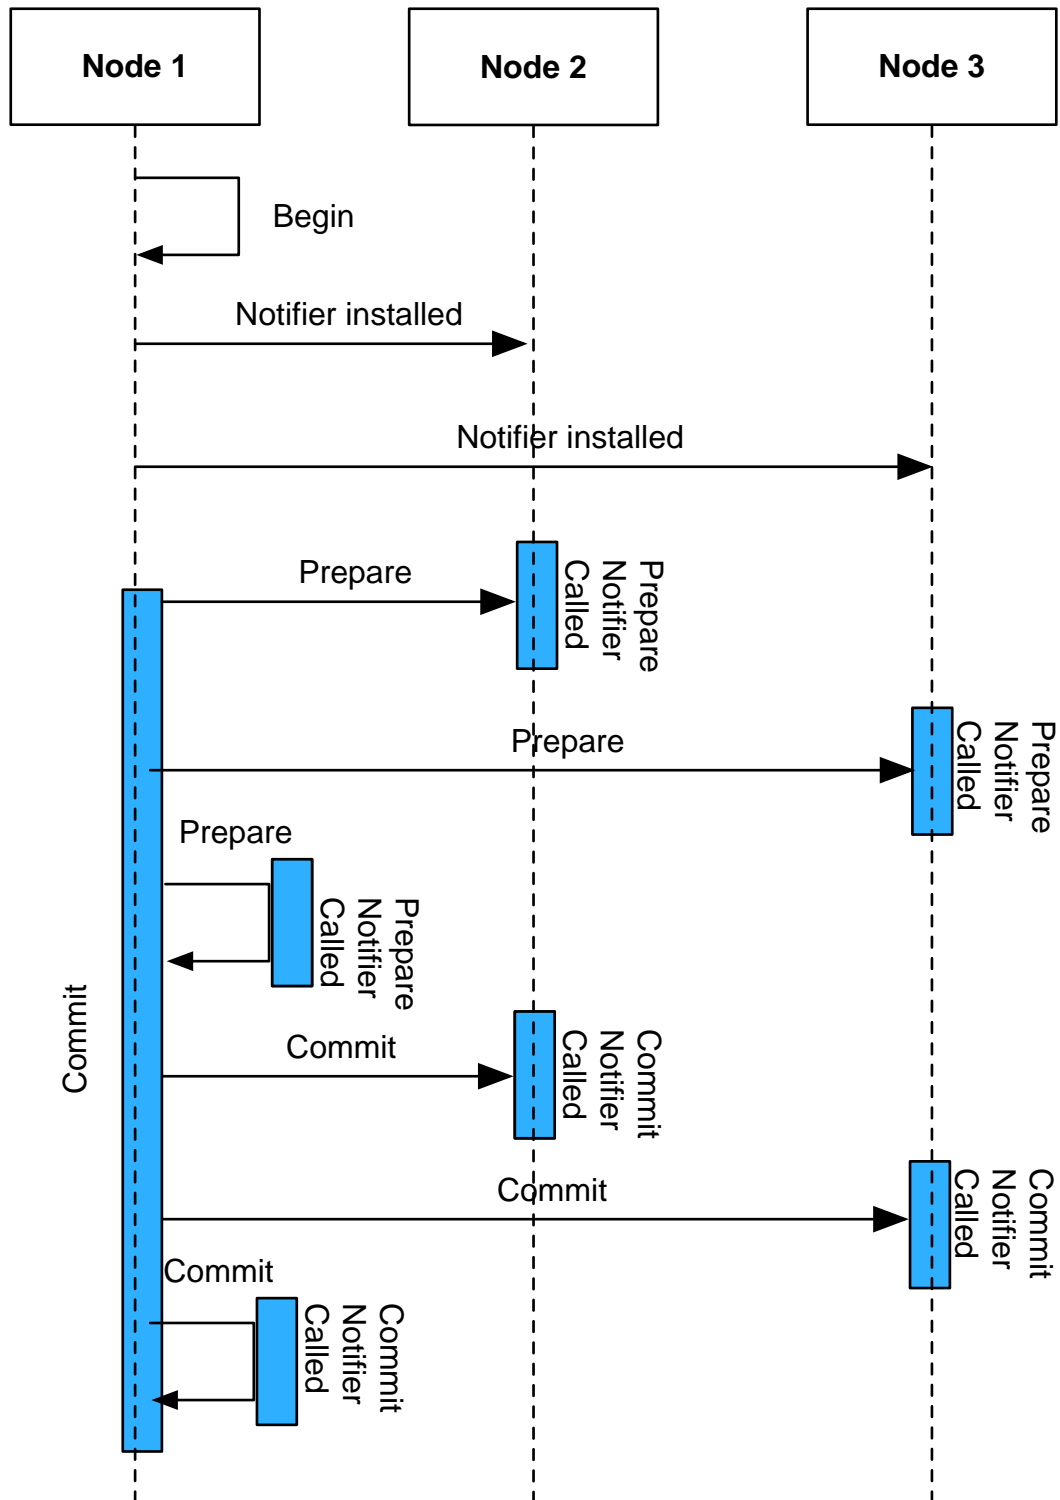 Node 1
Node 2
Node 3
Begin
Notifier installed
Notifier installed
Prepare
Prepare
Notifier
Called
Prepare
Prepare
Notifier
Called
Prepare
Prepare
Notifier
Called
Commit
Commit
Commit
Notifier
Called
Commit
Commit
Notifier
Called
Commit
Commit
Notifier
Called